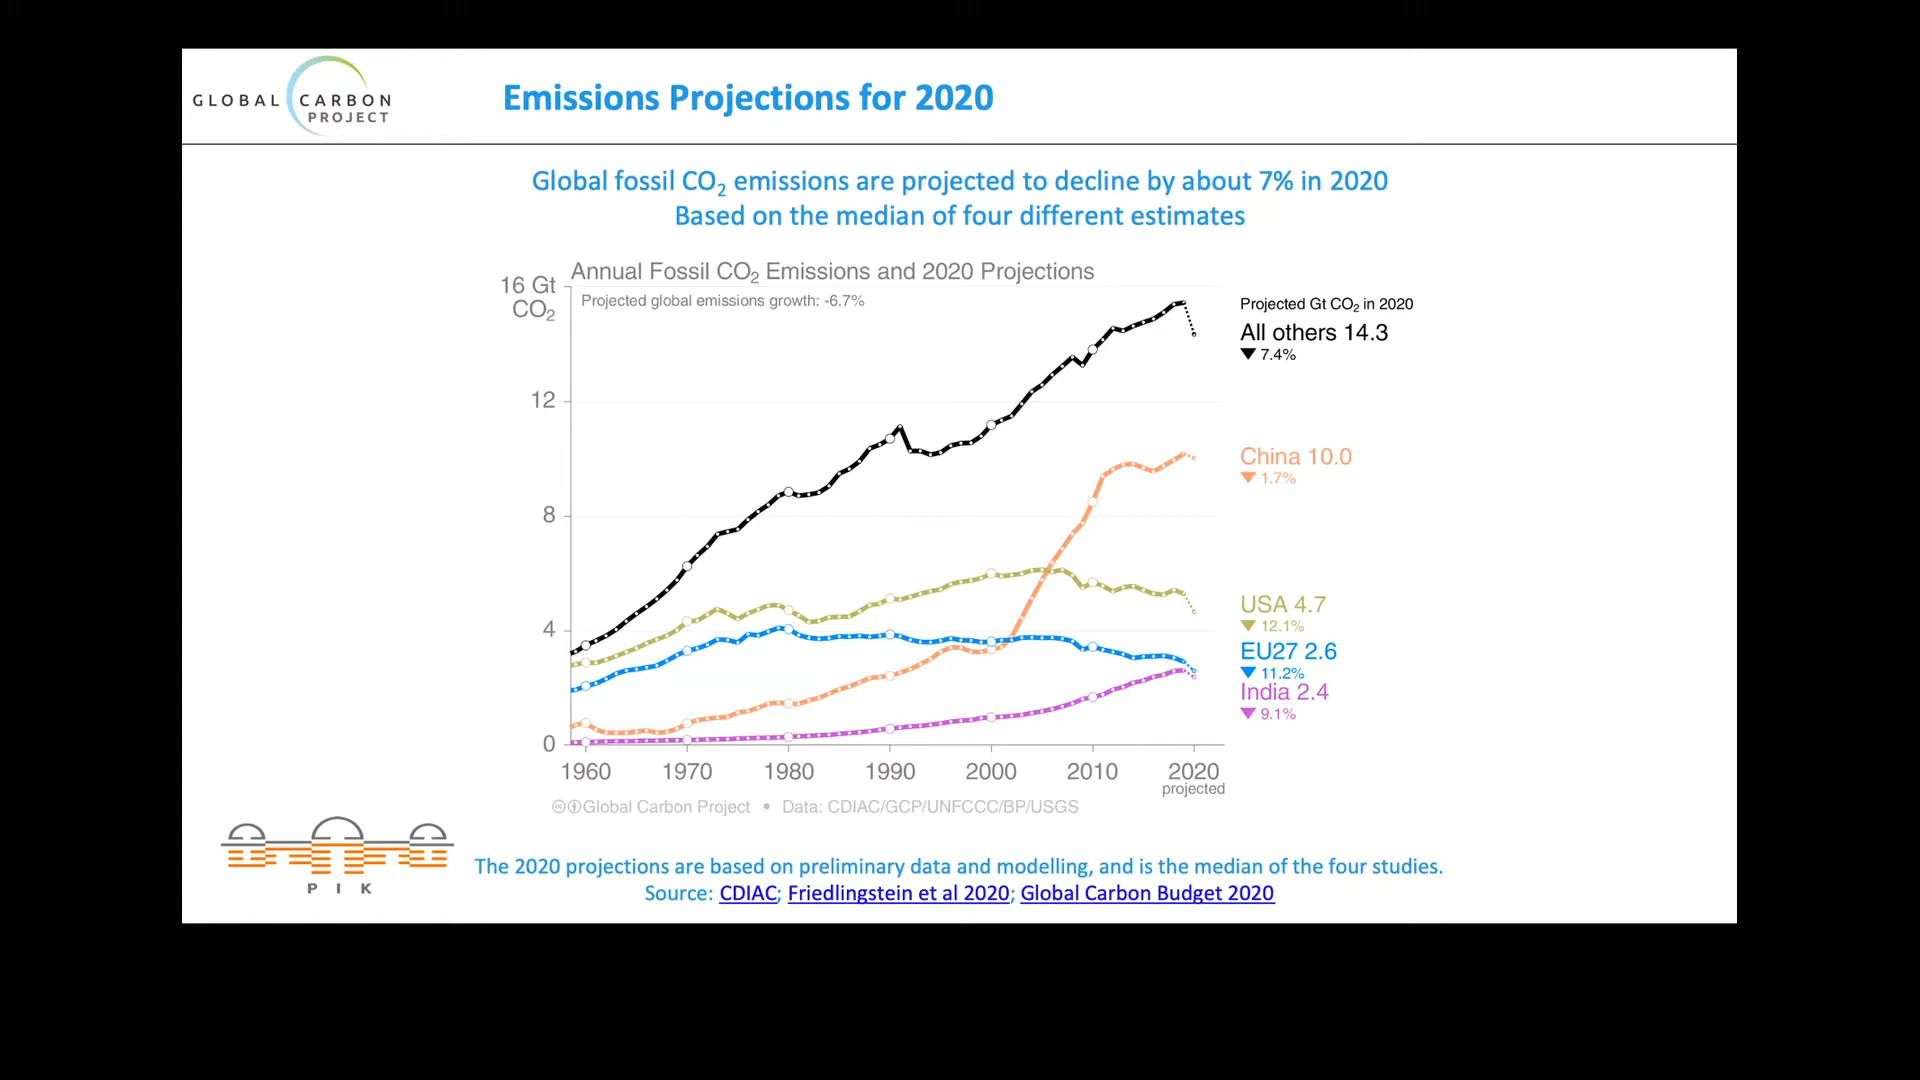 GLOBAL CARBON
PROJECT
Emissions Projections for 2020
Global fossil CO₂ emissions are projected to decline by about 7% in 2020
Based on the median of four different estimates
Annual Fossil CO₂ Emissions and 2020 Projections
Projected global emissions growth: -6.7%
16 Gt
CO₂
12
8
4
0
1960 1970 1980 1990 2000 2010 2020
projected
Projected Gt CO₂ in 2020
All others 14.3
▼ 7.4%
China 10.0
▼ 1.7%
USA 4.7
▼ 12.1%
EU27 2.6
▼ 11.2%
India 2.4
▼ 9.1%
Global Carbon Project • Data: CDIAC/GCP/UNFCCC/BP/USGS
P I K
The 2020 projections are based on preliminary data and modelling, and is the median of the four studies.
Source: CDIAC; Friedlingstein et al 2020; Global Carbon Budget 2020